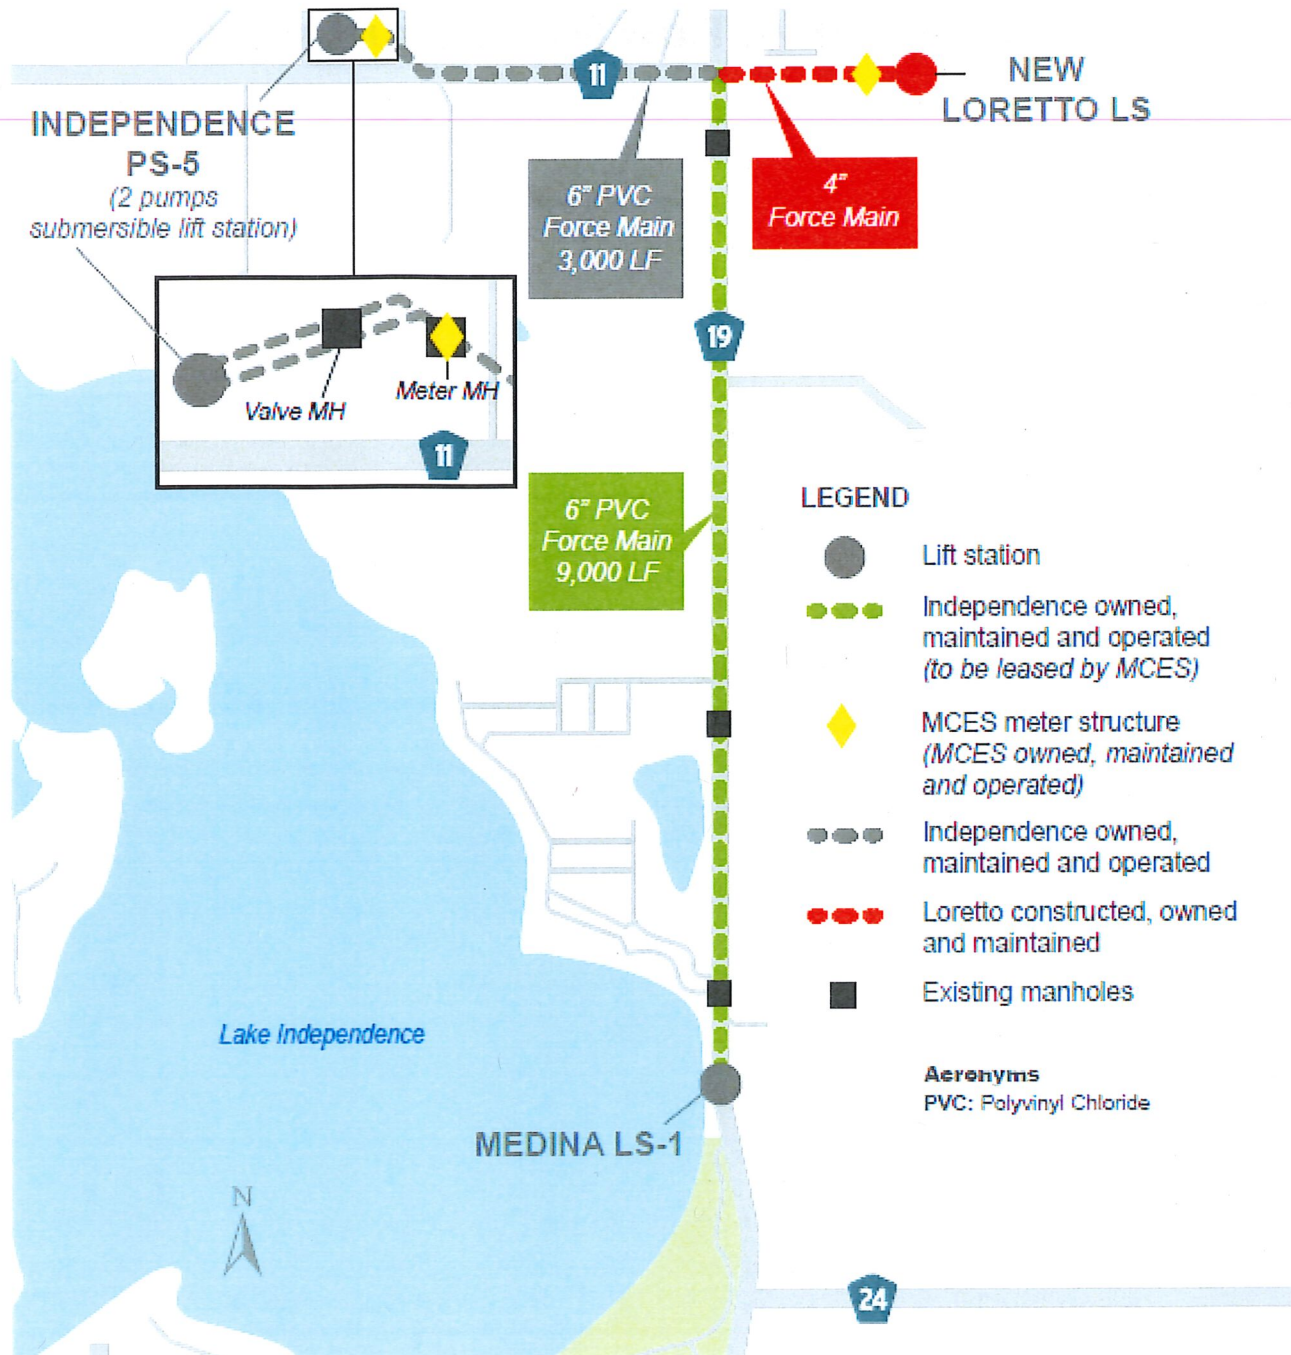 11
NEW
LORETTO LS
INDEPENDENCE
PS-5
(2 pumps
submersible lift station)
6" PVC
Force Main
3,000 LF
4"
Force Main
19
Valve MH
Meter MH
11
6" PVC
Force Main
9,000 LF
LEGEND
Lift station
Independence owned,
maintained and operated
(to be leased by MCES)
MCES meter structure
(MCES owned, maintained
and operated)
Independence owned,
maintained and operated
Loretto constructed, owned
and maintained
Existing manholes
Lake Independence
Aeronyms
PVC: Polyvinyl Chloride
MEDINA LS-1
N
24